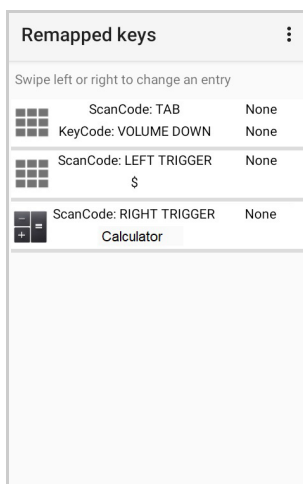 Remapped keys
Swipe left or right to change an entry
ScanCode: TAB None
KeyCode: VOLUME DOWN None
ScanCode: LEFT TRIGGER None
$
ScanCode: RIGHT TRIGGER None
Calculator